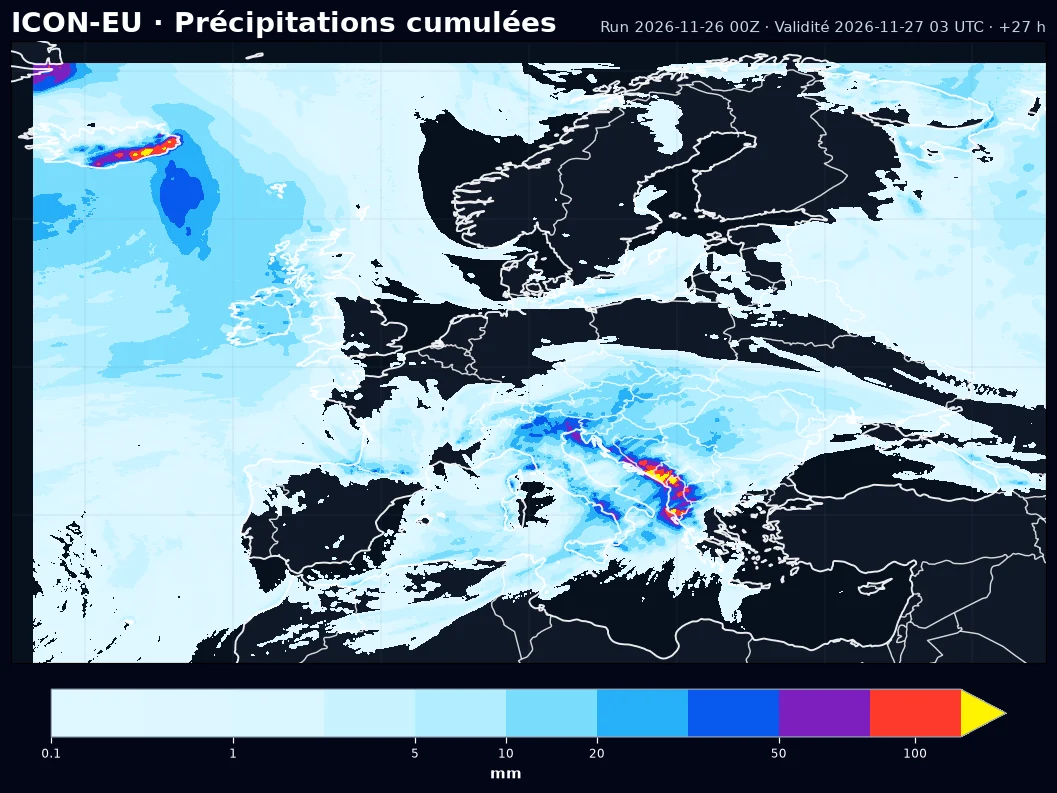 ICON-EU · Précipitations cumulées
Run 2026-11-26 00Z · Validité 2026-11-27 03 UTC · +27 h
0.1 1 5 10 20 50 100
mm